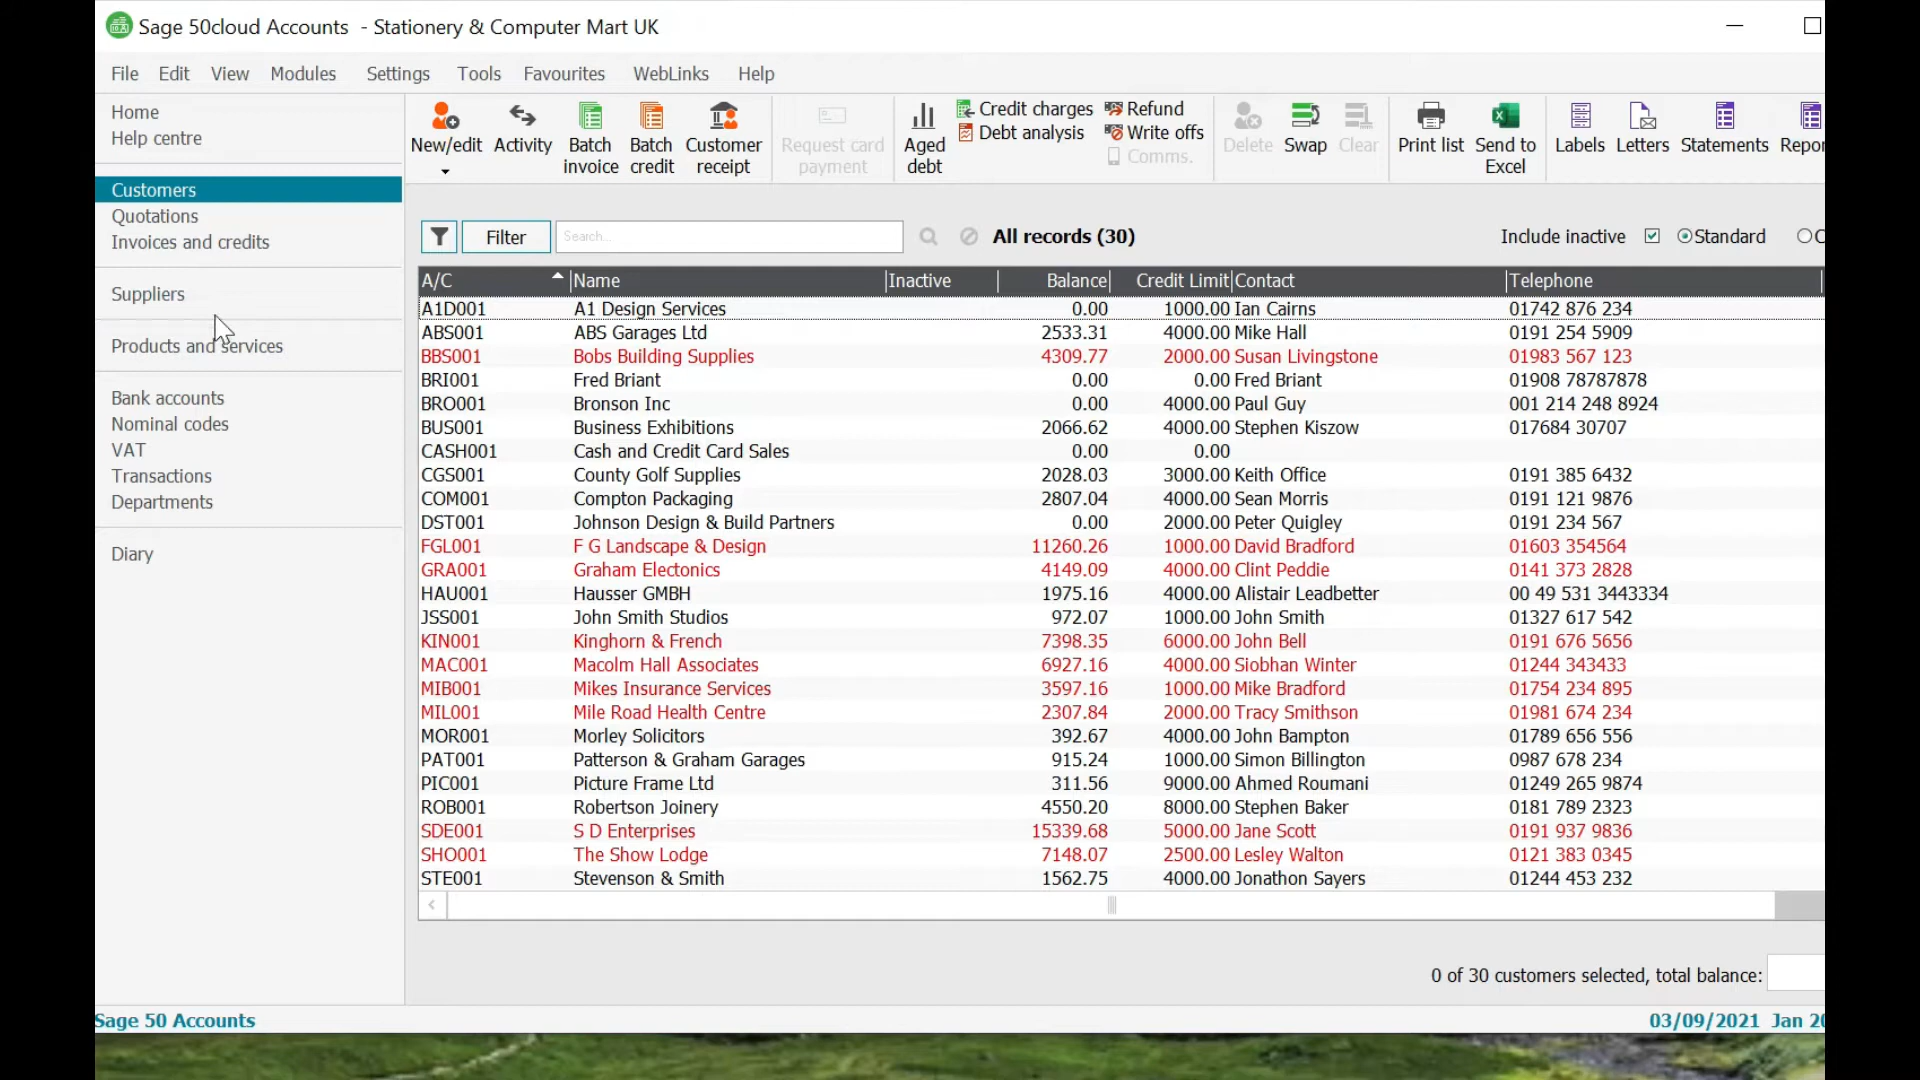 Sage 50cloud Accounts - Stationery & Computer Mart UK
File Edit View Modules Settings Tools Favourites WebLinks Help
Home
Help centre
Customers
Quotations
Invoices and credits
Suppliers
Products and services
Bank accounts
Nominal codes
VAT
Transactions
Departments
Diary
New/edit
Activity
Batch invoice
Batch credit
Customer receipt
Request card payment
Aged debt
Credit charges
Debt analysis
Refund
Write offs
Comms.
Delete
Swap
Clear
Print list
Send to Excel
Labels
Letters
Statements
Filter Search... All records (30) Include inactive Standard
A/C Name Inactive Balance Credit Limit Contact Telephone
A1D001 A1 Design Services 0.00 1000.00 Ian Cairns 01742 876 234
ABS001 ABS Garages Ltd 2533.31 4000.00 Mike Hall 0191 254 5909
BBS001 Bobs Building Supplies 4309.77 2000.00 Susan Livingstone 01983 567 123
BRI001 Fred Briant 0.00 0.00 Fred Briant 01908 78787878
BRO001 Bronson Inc 0.00 4000.00 Paul Guy 001 214 248 8924
BUS001 Business Exhibitions 2066.62 4000.00 Stephen Kiszow 017684 30707
CASH001 Cash and Credit Card Sales 0.00 0.00
CGS001 County Golf Supplies 2028.03 3000.00 Keith Office 0191 385 6432
COM001 Compton Packaging 2807.04 4000.00 Sean Morris 0191 121 9876
DST001 Johnson Design & Build Partners 0.00 2000.00 Peter Quigley 0191 234 567
FGL001 F G Landscape & Design 11260.26 1000.00 David Bradford 01603 354564
GRA001 Graham Electonics 4149.09 4000.00 Clint Peddie 0141 373 2828
HAU001 Hausser GMBH 1975.16 4000.00 Alistair Leadbetter 00 49 531 3443334
JSS001 John Smith Studios 972.07 1000.00 John Smith 01327 617 542
KIN001 Kinghorn & French 7398.35 6000.00 John Bell 0191 676 5656
MAC001 Macolm Hall Associates 6927.16 4000.00 Siobhan Winter 01244 343433
MIB001 Mikes Insurance Services 3597.16 1000.00 Mike Bradford 01754 234 895
MIL001 Mile Road Health Centre 2307.84 2000.00 Tracy Smithson 01981 674 234
MOR001 Morley Solicitors 392.67 4000.00 John Bampton 01789 656 556
PAT001 Patterson & Graham Garages 915.24 1000.00 Simon Billington 0987 678 234
PIC001 Picture Frame Ltd 311.56 9000.00 Ahmed Roumani 01249 265 9874
ROB001 Robertson Joinery 4550.20 8000.00 Stephen Baker 0181 789 2323
SDE001 S D Enterprises 15339.68 5000.00 Jane Scott 0191 937 9836
SHO001 The Show Lodge 7148.07 2500.00 Lesley Walton 0121 383 0345
STE001 Stevenson & Smith 1562.75 4000.00 Jonathon Sayers 01244 453 232
0 of 30 customers selected, total balance:
Sage 50 Accounts 03/09/2021 Jan